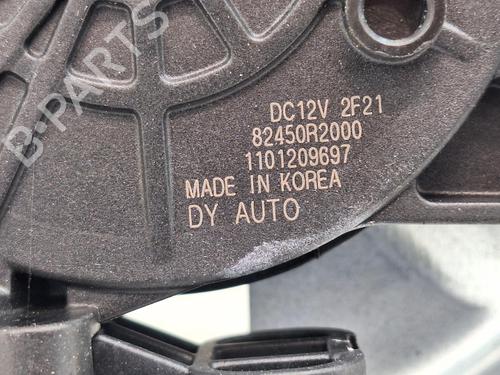 B-PARTS
DC12V 2F21
82450R2000
1101209697
MADE IN KOREA
DY AUTO